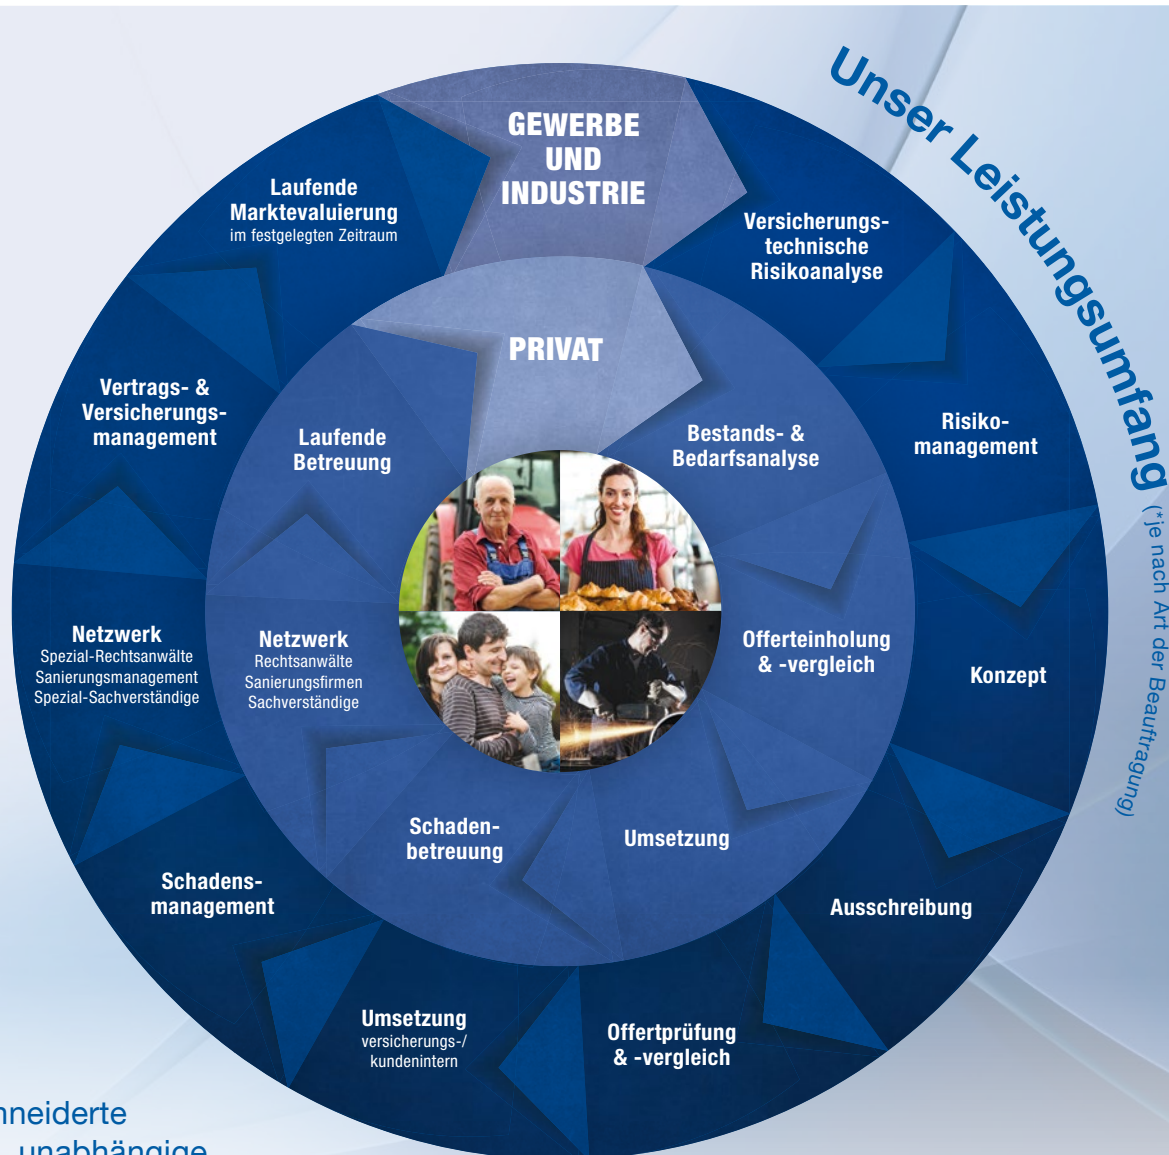 Unser Leistungsumfang
(*je nach Art der Beauftragung)
GEWERBE
UND
INDUSTRIE
Versicherungs-
technische
Risikoanalyse
Risiko-
management
Konzept
Ausschreibung
Offertprüfung
& -vergleich
Umsetzung
versicherungs-/
kundenintern
Schadens-
management
Netzwerk
Spezial-Rechtsanwälte
Sanierungsmanagement
Spezial-Sachverständige
Vertrags- &
Versicherungs-
management
Laufende
Marktevaluierung
im festgelegten Zeitraum
PRIVAT
Bestands- &
Bedarfsanalyse
Offerteinholung
& -vergleich
Umsetzung
Schaden-
betreuung
Netzwerk
Rechtsanwälte
Sanierungsfirmen
Sachverständige
Laufende
Betreuung
nneiderte
unabhängige